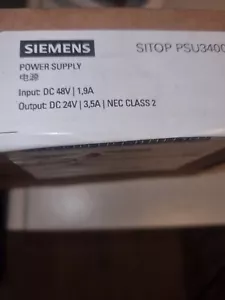 SIEMENS SITOP PSU3400
POWER SUPPLY
电源
Input: DC 48V | 1,9A
Output: DC 24V | 3,5A | NEC CLASS 2